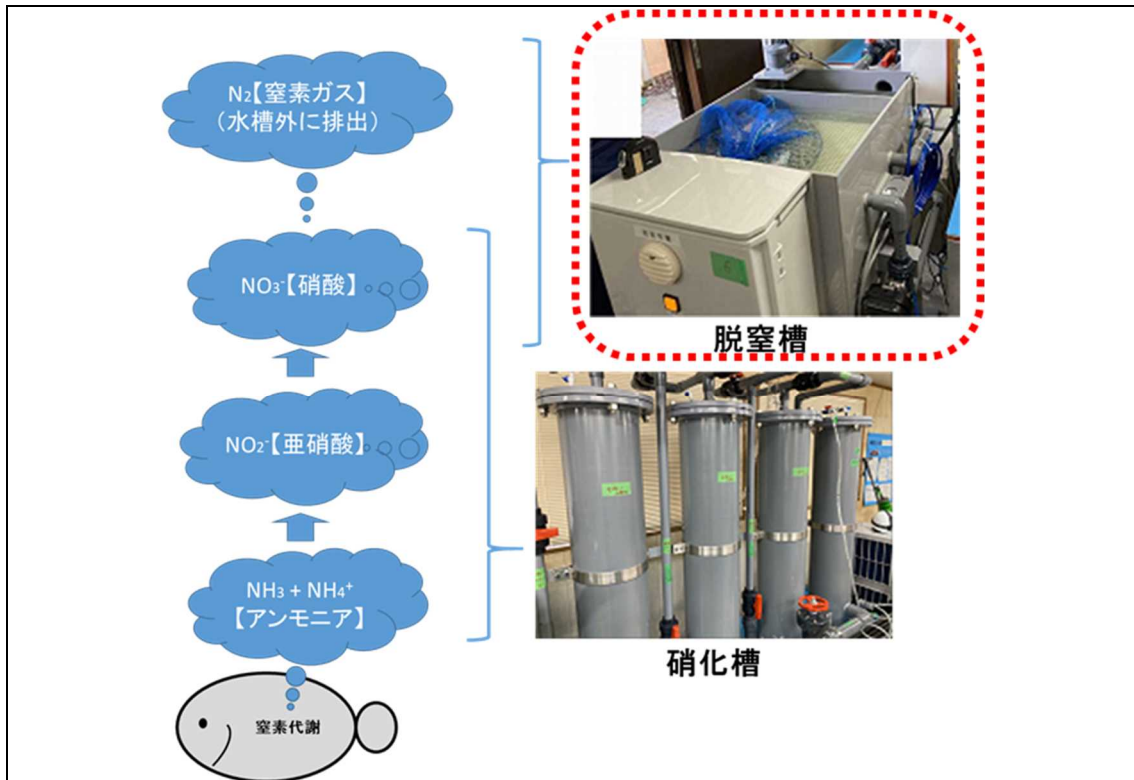 N₂【窒素ガス】
（水槽外に排出）
NO₃⁻【硝酸】
NO₂⁻【亜硝酸】
NH₃ + NH₄⁺
【アンモニア】
窒素代謝
脱窒槽
硝化槽